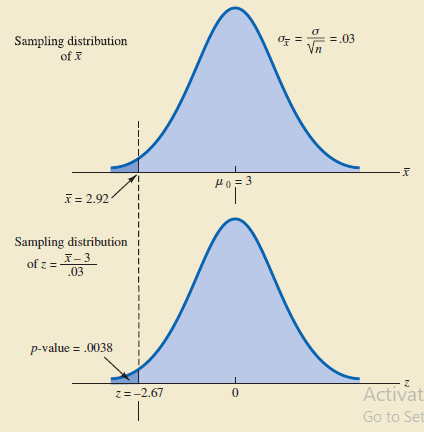 Sampling distribution
of x̄
σx̄ = σ/√n = .03
x̄
μ0 = 3
x̄ = 2.92
Sampling distribution
of z = x̄ – 3/.03
p-value = .0038
z
z = –2.67
0
Activat
Go to Set